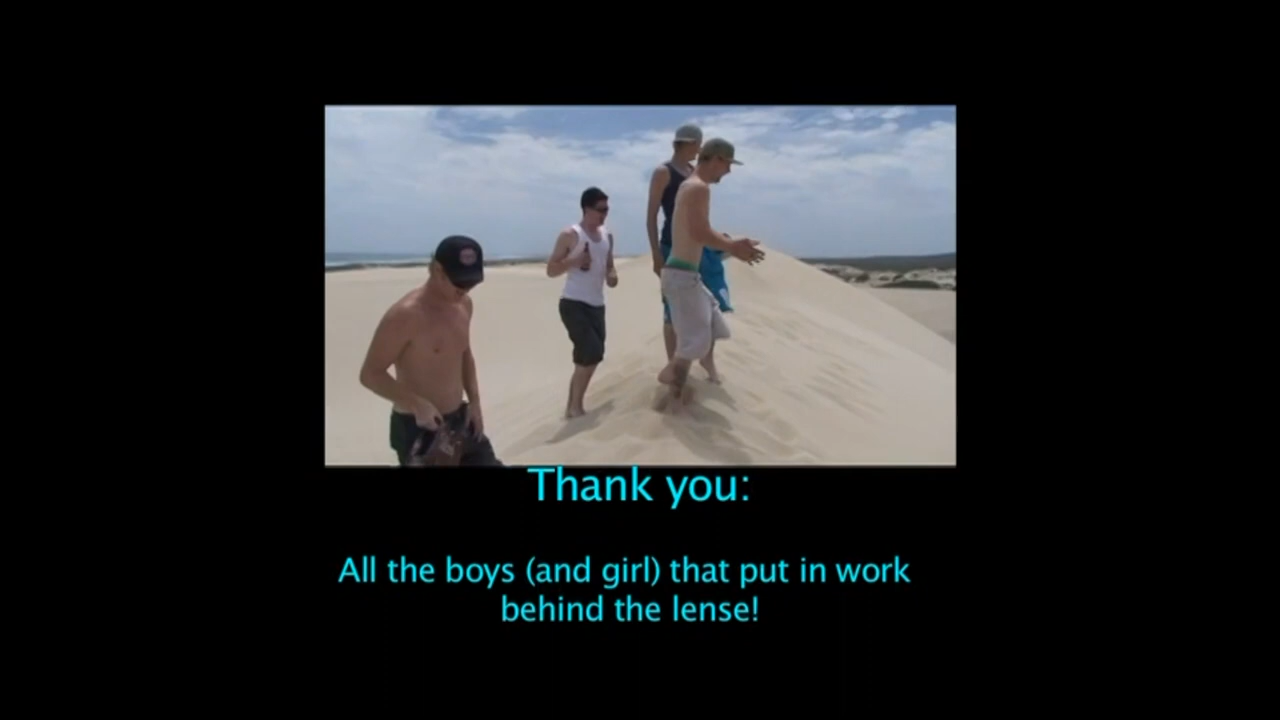 Thank you:
All the boys (and girl) that put in work
behind the lense!